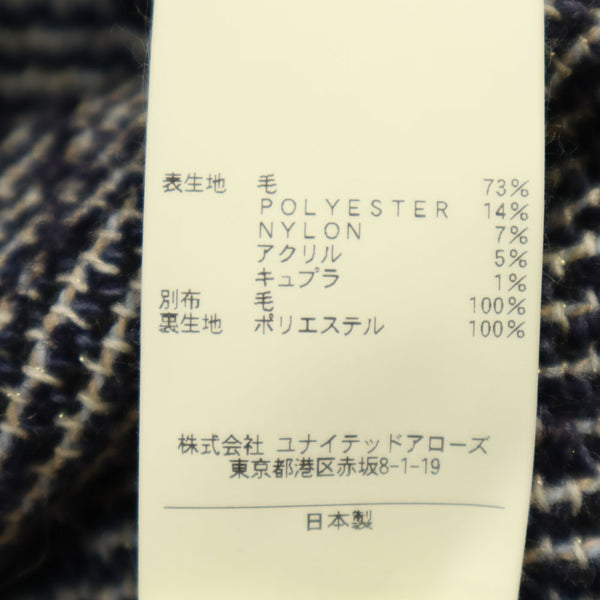 表生地 毛 73%
POLYESTER 14%
NYLON 7%
アクリル 5%
キュプラ 1%
別布 毛 100%
裏生地 ポリエステル 100%
株式会社 ユナイテッドアローズ
東京都港区赤坂8-1-19
日本製